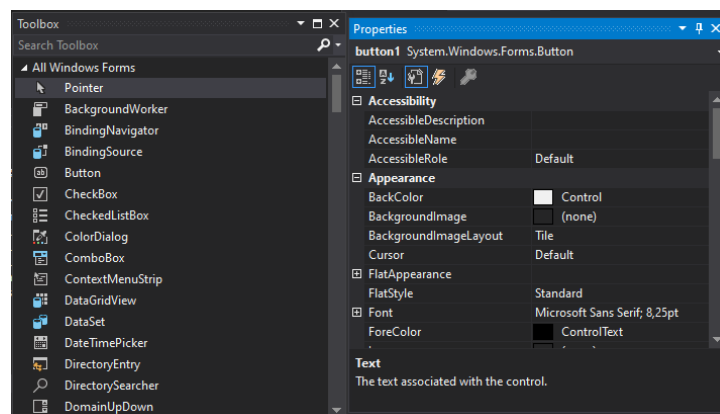 Toolbox
Search Toolbox
All Windows Forms
Pointer
BackgroundWorker
BindingNavigator
BindingSource
Button
CheckBox
CheckedListBox
ColorDialog
ComboBox
ContextMenuStrip
DataGridView
DataSet
DateTimePicker
DirectoryEntry
DirectorySearcher
DomainUpDown
Properties
button1 System.Windows.Forms.Button
Accessibility
AccessibleDescription
AccessibleName
AccessibleRole Default
Appearance
BackColor Control
BackgroundImage (none)
BackgroundImageLayout Tile
Cursor Default
FlatAppearance
FlatStyle Standard
Font Microsoft Sans Serif; 8,25pt
ForeColor ControlText
Text
The text associated with the control.